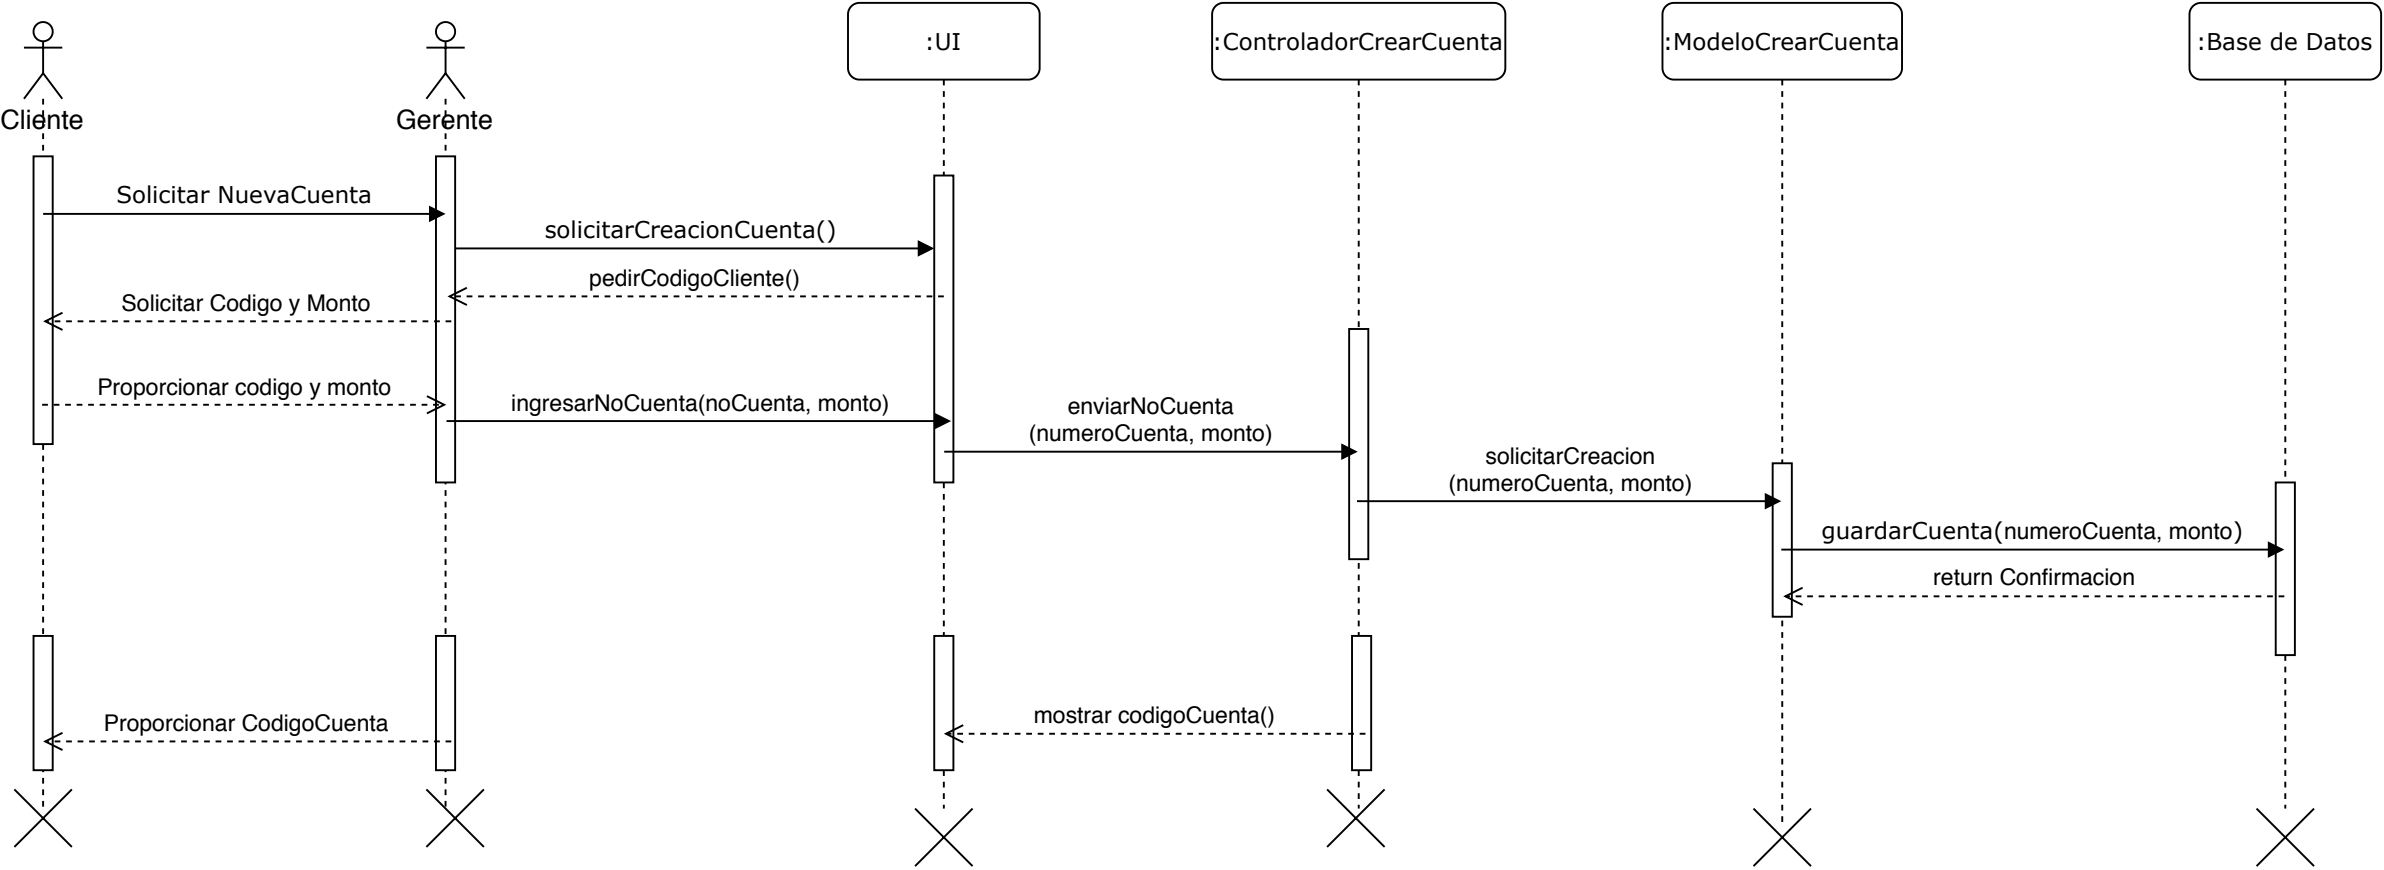 Cliente
Gerente
:UI
:ControladorCrearCuenta
:ModeloCrearCuenta
:Base de Datos
Solicitar NuevaCuenta
solicitarCreacionCuenta()
pedirCodigoCliente()
Solicitar Codigo y Monto
Proporcionar codigo y monto
ingresarNoCuenta(noCuenta, monto)
enviarNoCuenta
(numeroCuenta, monto)
solicitarCreacion
(numeroCuenta, monto)
guardarCuenta(numeroCuenta, monto)
return Confirmacion
mostrar codigoCuenta()
Proporcionar CodigoCuenta